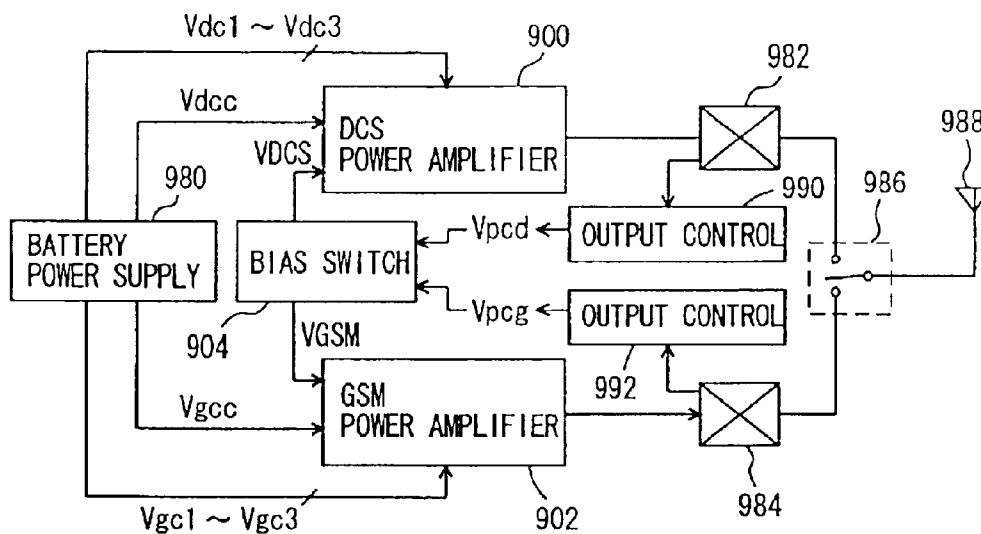 Vdc1 ~ Vdc3
900
982
Vdcc
DCS
POWER AMPLIFIER
988
VDCS
980
990
986
BATTERY
POWER SUPPLY
BIAS SWITCH
Vpcd
OUTPUT CONTROL
Vpcg
OUTPUT CONTROL
904
VGSM
992
GSM
POWER AMPLIFIER
Vgcc
984
902
Vgc1 ~ Vgc3